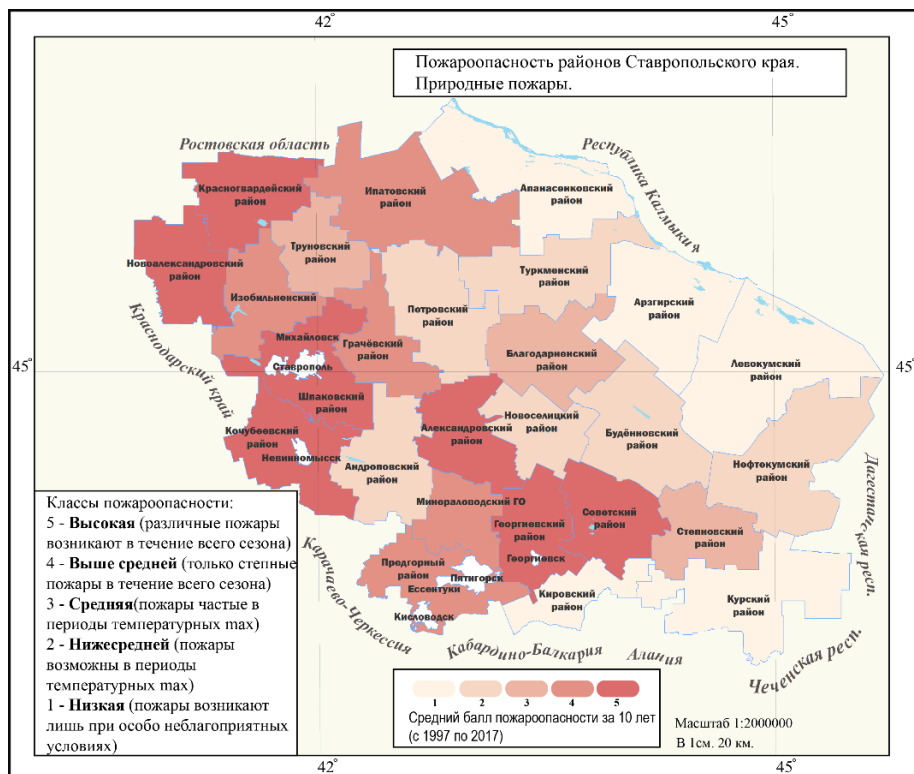 42°
45°
Пожароопасность районов Ставропольского края.
Природные пожары.
Ростовская область
Республика Калмыкия
Красногвардейский
район
Ипатовский
район
Апанасенковский
район
Труновский
район
Новоалександровский
район
Туркменский
район
Изобильненский
Петровский
район
Арзгирский
район
Краснодарский край
Михайловск
Грачёвский
район
Благодарненский
район
Левокумский
район
45°
45°
Ставрополь
Шпаковский
район
Кочубеевский
район
Александровский
район
Новоселицкий
район
Будённовский
район
Невинномысск
Андроповский
район
Нефтекумский
район
Дагестанская респ.
Минераловодский ГО
Георгиевский
район
Советский
район
Степновский
район
Георгиевск
Предгорный
район
Пятигорск
Ессентуки
Кировский
район
Курский
район
Кисловодск
Карачаево-Черкессия
Кабардино-Балкария
Алания
Чеченская респ.
Классы пожароопасности:
5 - Высокая (различные пожары
возникают в течение всего сезона)
4 - Выше средней (только степные
пожары в течение всего сезона)
3 - Средняя(пожары частые в
периоды температурных max)
2 - Нижесредней (пожары
возможны в периоды
температурных max)
1 - Низкая (пожары возникают
лишь при особо неблагоприятных
условиях)
1 2 3 4 5
Средний балл пожароопасности за 10 лет
(с 1997 по 2017)
Масштаб 1:2000000
В 1см. 20 км.
42°
45°